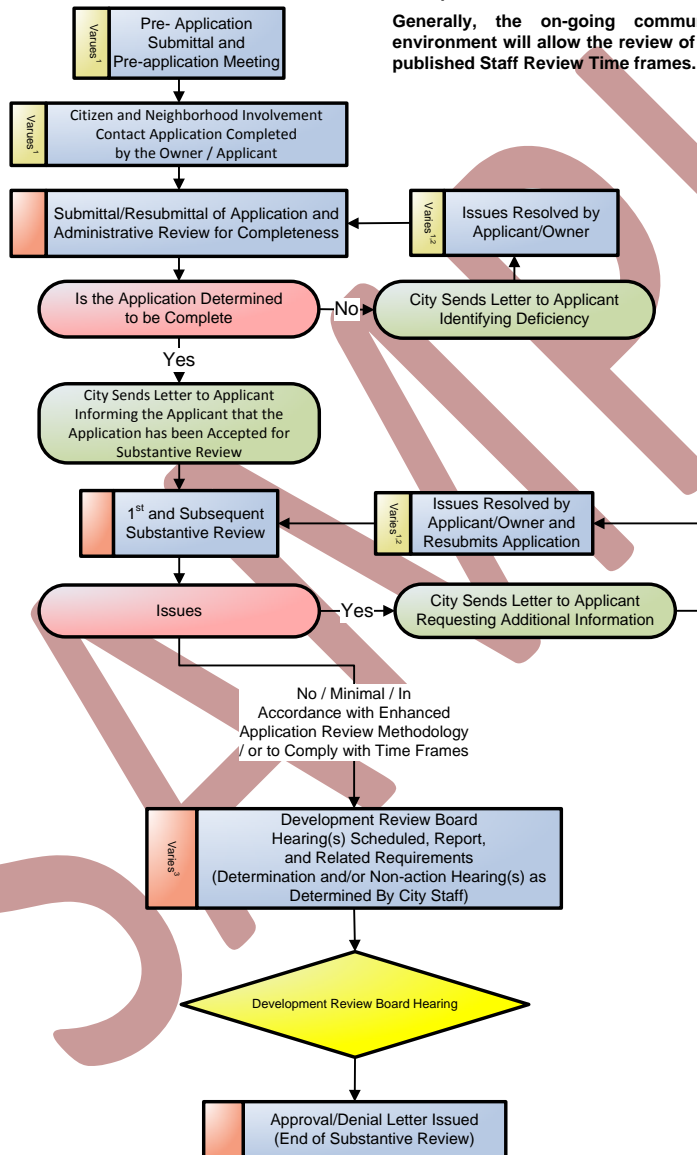 Generally, the on-going commu
environment will allow the review of
published Staff Review Time frames.
Varues¹
Pre- Application
Submittal and
Pre-application Meeting
Varues¹
Citizen and Neighborhood Involvement
Contact Application Completed
by the Owner / Applicant
Submittal/Resubmittal of Application and
Administrative Review for Completeness
Varies¹,²
Issues Resolved by
Applicant/Owner
Is the Application Determined
to be Complete
No
City Sends Letter to Applicant
Identifying Deficiency
Yes
City Sends Letter to Applicant
Informing the Applicant that the
Application has been Accepted for
Substantive Review
1st and Subsequent
Substantive Review
Varies¹,²
Issues Resolved by
Applicant/Owner and
Resubmits Application
Issues
Yes
City Sends Letter to Applicant
Requesting Additional Information
No / Minimal / In
Accordance with Enhanced
Application Review Methodology
/ or to Comply with Time Frames
Varies³
Development Review Board
Hearing(s) Scheduled, Report,
and Related Requirements
(Determination and/or Non-action Hearing(s) as
Determined By City Staff)
Development Review Board Hearing
Approval/Denial Letter Issued
(End of Substantive Review)